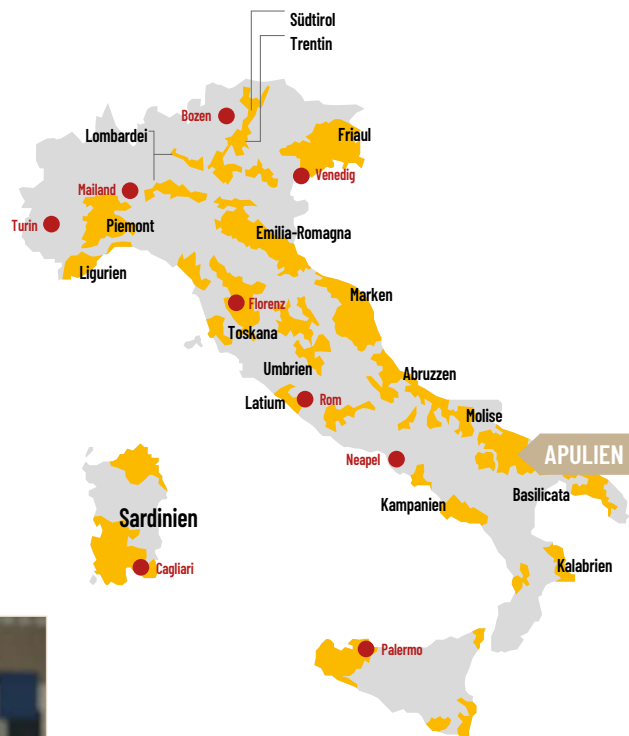 Südtirol
Trentin
Bozen
Lombardei
Friaul
Venedig
Mailand
Turin
Piemont
Emilia-Romagna
Ligurien
Marken
Florenz
Toskana
Umbrien
Abruzzen
Latium
Rom
Molise
Neapel
APULIEN
Basilicata
Kampanien
Sardinien
Kalabrien
Cagliari
Palermo